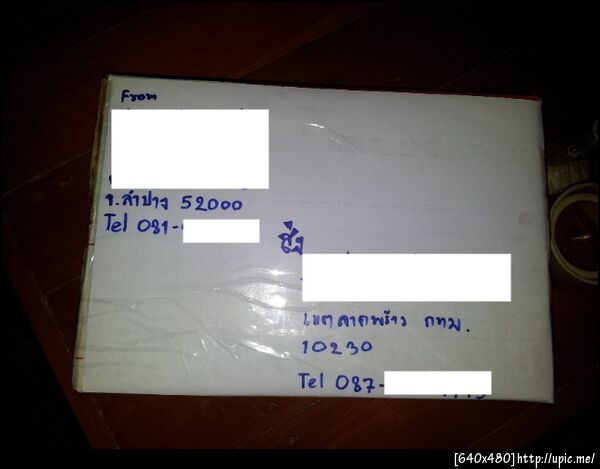 From
จ.ลำปาง 52000
Tel 081-
ถึง
เขตลาดพร้าว กทม.
10230
Tel 087-
[640x480]http://upic.me/